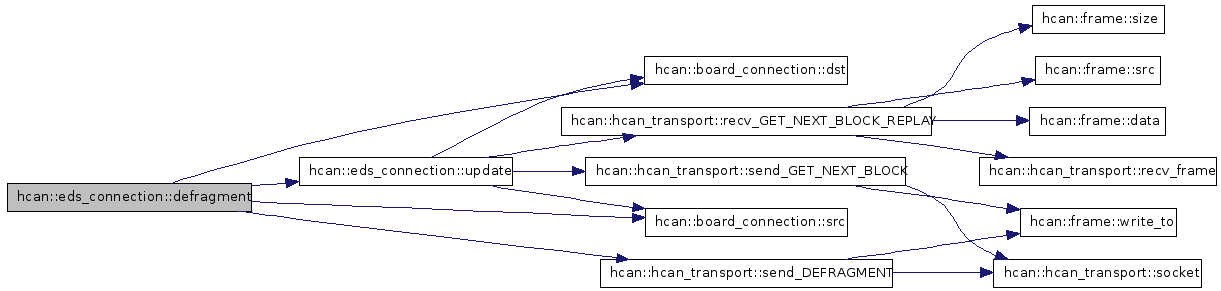 hcan::frame::size
hcan::board_connection::dst
hcan::frame::src
hcan::hcan_transport::recv_GET_NEXT_BLOCK_REPLAY
hcan::frame::data
hcan::eds_connection::update
hcan::hcan_transport::send_GET_NEXT_BLOCK
hcan::hcan_transport::recv_frame
hcan::eds_connection::defragment
hcan::board_connection::src
hcan::frame::write_to
hcan::hcan_transport::send_DEFRAGMENT
hcan::hcan_transport::socket